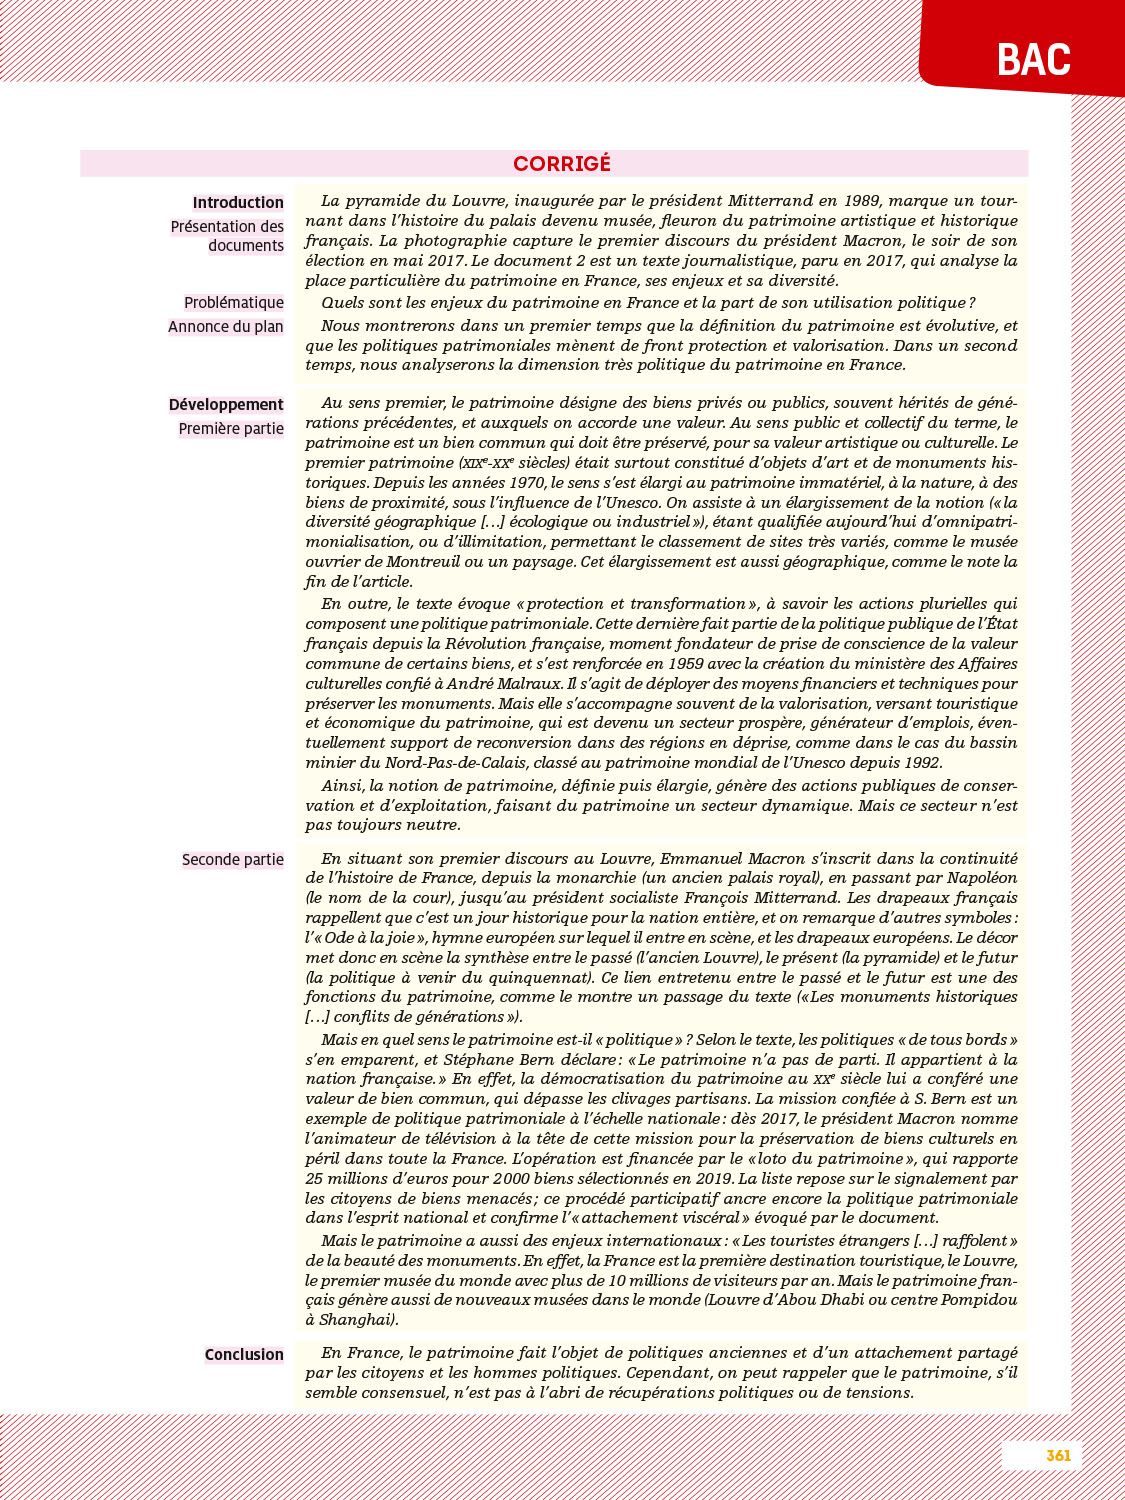 BAC
CORRIGÉ
Introduction
Présentation des
documents
La pyramide du Louvre, inaugurée par le président Mitterrand en 1989, marque un tour-
nant dans l'histoire du palais devenu musée, fleuron du patrimoine artistique et historique
français. La photographie capture le premier discours du président Macron, le soir de son
élection en mai 2017. Le document 2 est un texte journalistique, paru en 2017, qui analyse la
place particulière du patrimoine en France, ses enjeux et sa diversité.
Problématique
Quels sont les enjeux du patrimoine en France et la part de son utilisation politique ?
Annonce du plan
Nous montrerons dans un premier temps que la définition du patrimoine est évolutive, et
que les politiques patrimoniales mènent de front protection et valorisation. Dans un second
temps, nous analyserons la dimension très politique du patrimoine en France.
Développement
Première partie
Au sens premier, le patrimoine désigne des biens privés ou publics, souvent hérités de géné-
rations précédentes, et auxquels on accorde une valeur. Au sens public et collectif du terme, le
patrimoine est un bien commun qui doit être préservé, pour sa valeur artistique ou culturelle. Le
premier patrimoine (XIXe-XXe siècles) était surtout constitué d'objets d'art et de monuments his-
toriques. Depuis les années 1970, le sens s'est élargi au patrimoine immatériel, à la nature, à des
biens de proximité, sous l'influence de l'Unesco. On assiste à un élargissement de la notion (« la
diversité géographique [...] écologique ou industriel »), étant qualifiée aujourd'hui d'omnipatri-
monialisation, ou d'illimitation, permettant le classement de sites très variés, comme le musée
ouvrier de Montreuil ou un paysage. Cet élargissement est aussi géographique, comme le note la
fin de l'article.
En outre, le texte évoque « protection et transformation », à savoir les actions plurielles qui
composent une politique patrimoniale. Cette dernière fait partie de la politique publique de l'État
français depuis la Révolution française, moment fondateur de prise de conscience de la valeur
commune de certains biens, et s'est renforcée en 1959 avec la création du ministère des Affaires
culturelles confié à André Malraux. Il s'agit de déployer des moyens financiers et techniques pour
préserver les monuments. Mais elle s'accompagne souvent de la valorisation, versant touristique
et économique du patrimoine, qui est devenu un secteur prospère, générateur d'emplois, éven-
tuellement support de reconversion dans des régions en déprise, comme dans le cas du bassin
minier du Nord-Pas-de-Calais, classé au patrimoine mondial de l'Unesco depuis 1992.
Ainsi, la notion de patrimoine, définie puis élargie, génère des actions publiques de conser-
vation et d'exploitation, faisant du patrimoine un secteur dynamique. Mais ce secteur n'est
pas toujours neutre.
Seconde partie
En situant son premier discours au Louvre, Emmanuel Macron s'inscrit dans la continuité
de l'histoire de France, depuis la monarchie (un ancien palais royal), en passant par Napoléon
(le nom de la cour), jusqu'au président socialiste François Mitterrand. Les drapeaux français
rappellent que c'est un jour historique pour la nation entière, et on remarque d'autres symboles :
l'« Ode à la joie », hymne européen sur lequel il entre en scène, et les drapeaux européens. Le décor
met donc en scène la synthèse entre le passé (l'ancien Louvre), le présent (la pyramide) et le futur
(la politique à venir du quinquennat). Ce lien entretenu entre le passé et le futur est une des
fonctions du patrimoine, comme le montre un passage du texte (« Les monuments historiques
[...] conflits de générations »).
Mais en quel sens le patrimoine est-il « politique » ? Selon le texte, les politiques « de tous bords »
s'en emparent, et Stéphane Bern déclare : « Le patrimoine n'a pas de parti. Il appartient à la
nation française. » En effet, la démocratisation du patrimoine au XXe siècle lui a conféré une
valeur de bien commun, qui dépasse les clivages partisans. La mission confiée à S. Bern est un
exemple de politique patrimoniale à l'échelle nationale : dès 2017, le président Macron nomme
l'animateur de télévision à la tête de cette mission pour la préservation de biens culturels en
péril dans toute la France. L'opération est financée par le « loto du patrimoine », qui rapporte
25 millions d'euros pour 2 000 biens sélectionnés en 2019. La liste repose sur le signalement par
les citoyens de biens menacés ; ce procédé participatif ancre encore la politique patrimoniale
dans l'esprit national et confirme l'« attachement viscéral » évoqué par le document.
Mais le patrimoine a aussi des enjeux internationaux : « Les touristes étrangers [...] raffolent »
de la beauté des monuments. En effet, la France est la première destination touristique, le Louvre,
le premier musée du monde avec plus de 10 millions de visiteurs par an. Mais le patrimoine fran-
çais génère aussi de nouveaux musées dans le monde (Louvre d'Abou Dhabi ou centre Pompidou
à Shanghai).
Conclusion
En France, le patrimoine fait l'objet de politiques anciennes et d'un attachement partagé
par les citoyens et les hommes politiques. Cependant, on peut rappeler que le patrimoine, s'il
semble consensuel, n'est pas à l'abri de récupérations politiques ou de tensions.
361